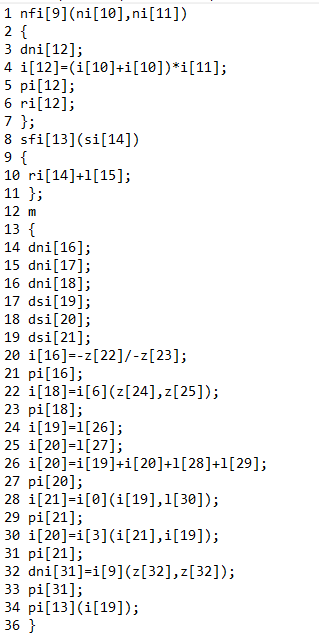 1 nfi[9](ni[10],ni[11])
2 {
3 dni[12];
4 i[12]=(i[10]+i[10])*i[11];
5 pi[12];
6 ri[12];
7 };
8 sfi[13](si[14])
9 {
10 ri[14]+l[15];
11 };
12 m
13 {
14 dni[16];
15 dni[17];
16 dni[18];
17 dsi[19];
18 dsi[20];
19 dsi[21];
20 i[16]=-z[22]/-z[23];
21 pi[16];
22 i[18]=i[6](z[24],z[25]);
23 pi[18];
24 i[19]=l[26];
25 i[20]=l[27];
26 i[20]=i[19]+i[20]+l[28]+l[29];
27 pi[20];
28 i[21]=i[0](i[19],l[30]);
29 pi[21];
30 i[20]=i[3](i[21],i[19]);
31 pi[21];
32 dni[31]=i[9](z[32],z[32]);
33 pi[31];
34 pi[13](i[19]);
36 }